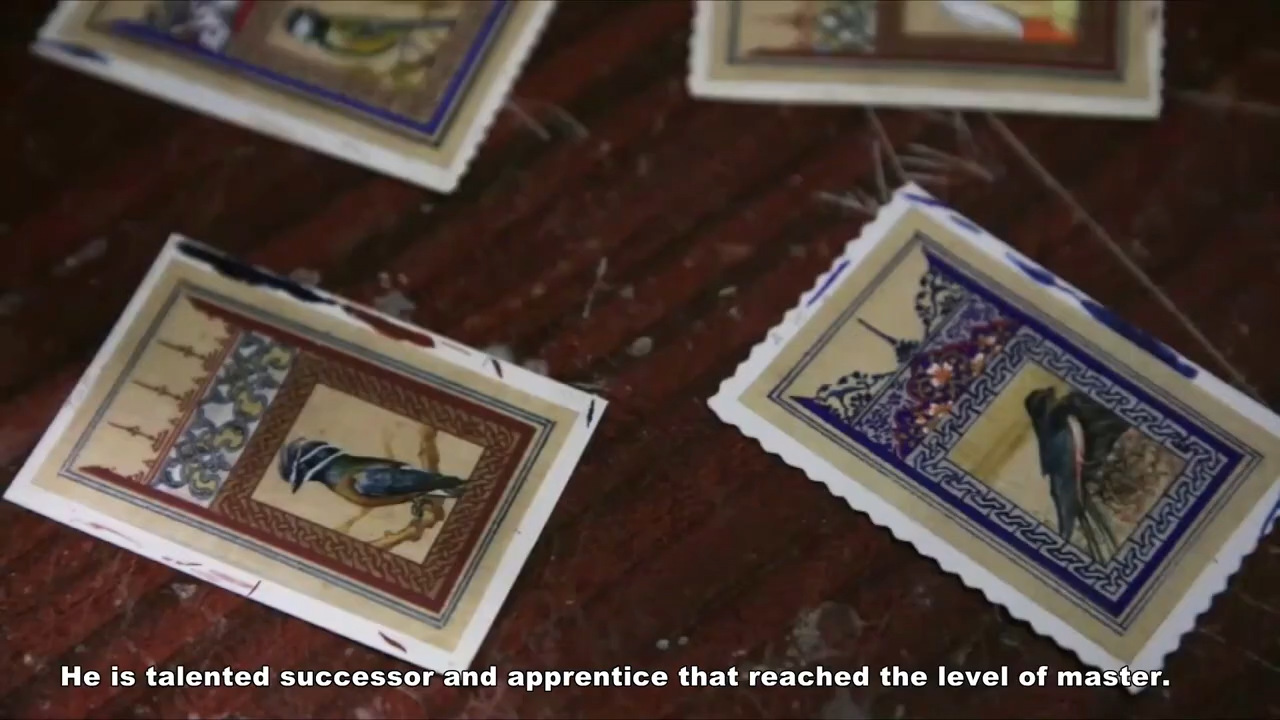 He is talented successor and apprentice that reached the level of master.